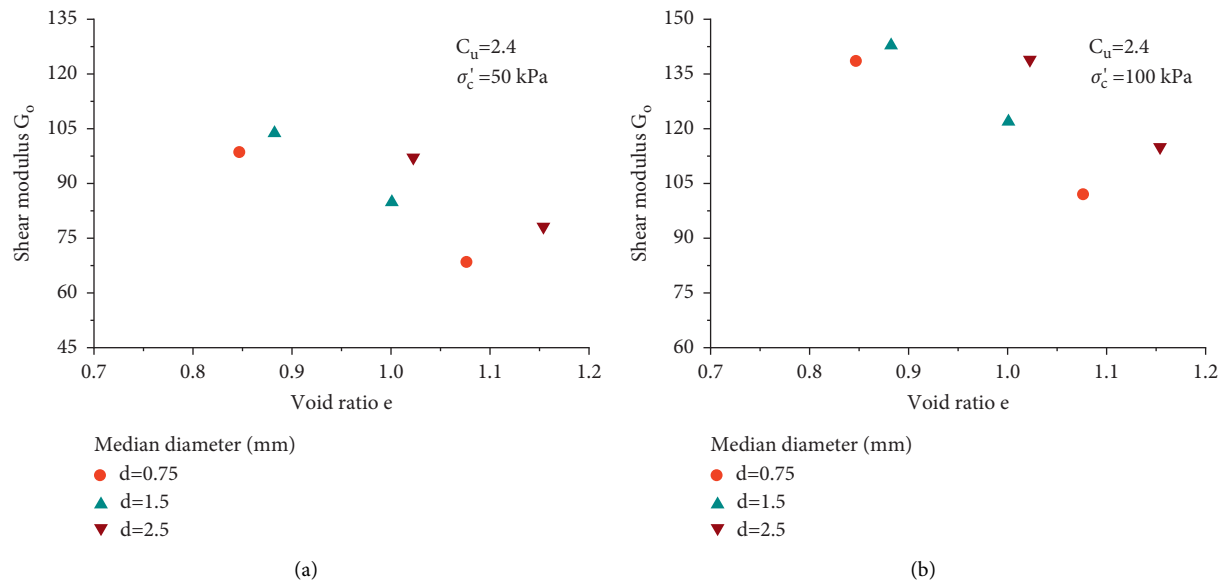 135
120
105
90
75
60
45
Shear modulus G₀
C_u=2.4
σ_c'=50 kPa
0.7 0.8 0.9 1.0 1.1 1.2
Void ratio e
Median diameter (mm)
d=0.75
d=1.5
d=2.5
(a)
150
135
120
105
90
75
60
Shear modulus G₀
C_u=2.4
σ_c'=100 kPa
0.7 0.8 0.9 1.0 1.1 1.2
Void ratio e
Median diameter (mm)
d=0.75
d=1.5
d=2.5
(b)